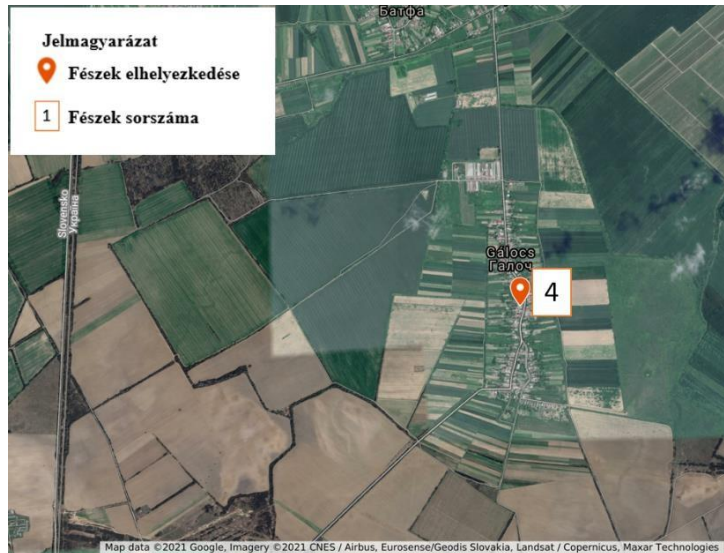 Батфа
Jelmagyarázat
Fészek elhelyezkedése
1 Fészek sorszáma
Slovensko
Україна
Gálocs
Галоч
4
Map data ©2021 Google, Imagery ©2021 CNES / Airbus, Eurosense/Geodis Slovakia, Landsat / Copernicus, Maxar Technologies